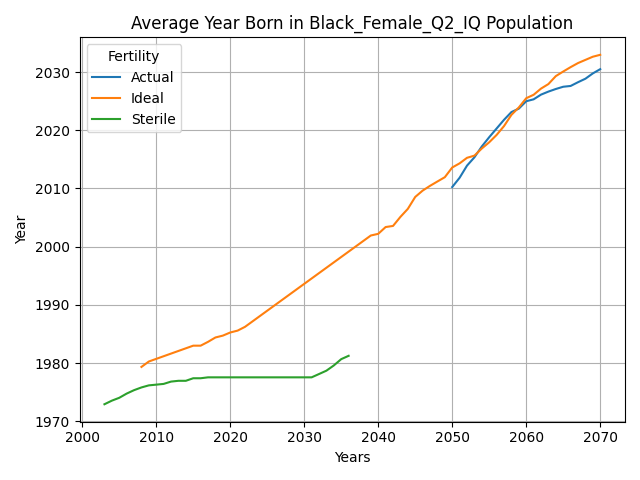 Average Year Born in Black_Female_Q2_IQ Population
Fertility
Actual
Ideal
Sterile
2030
2020
2010
2000
1990
1980
1970
Year
2000 2010 2020 2030 2040 2050 2060 2070
Years